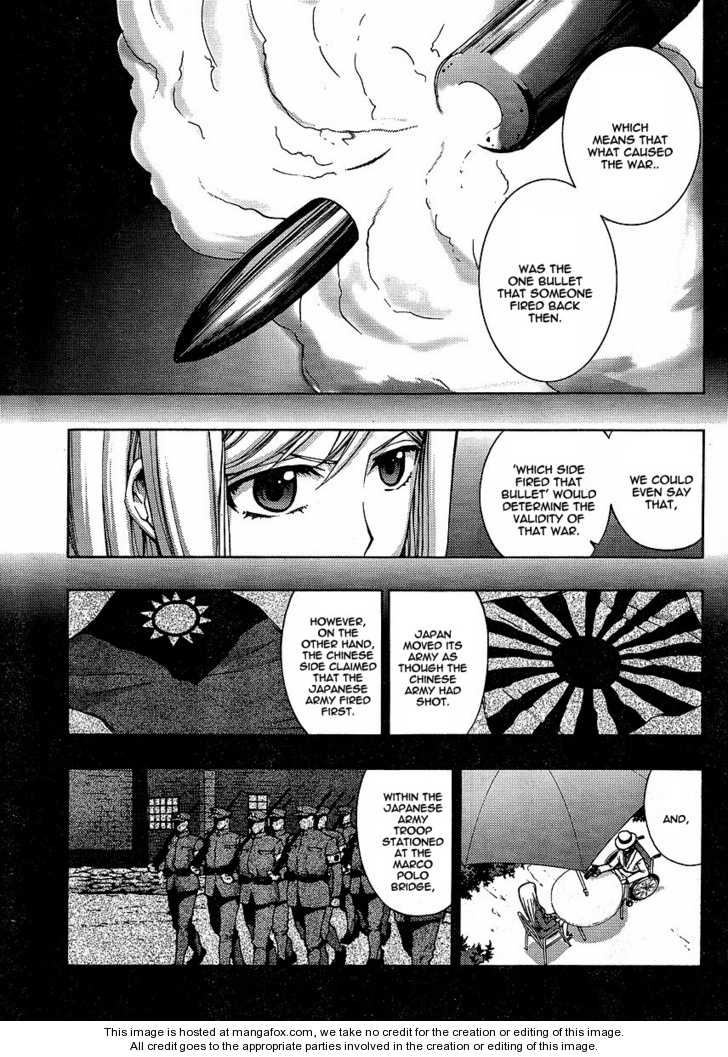 WHICH
MEANS THAT
WHAT CAUSED
THE WAR..
WAS THE
ONE BULLET
THAT SOMEONE
FIRED BACK
THEN.
WE COULD
EVEN SAY
THAT,
'WHICH SIDE
FIRED THAT
BULLET' WOULD
DETERMINE THE
VALIDITY OF
THAT WAR.
JAPAN
MOVED ITS
ARMY AS
THOUGH THE
CHINESE
ARMY HAD
SHOT.
HOWEVER,
ON THE
OTHER HAND,
THE CHINESE
SIDE CLAIMED
THAT THE
JAPANESE
ARMY FIRED
FIRST.
AND,
WITHIN THE
JAPANESE
ARMY
TROOP
STATIONED
AT THE
MARCO
POLO
BRIDGE,
This image is hosted at mangafox.com, we take no credit for the creation or editing of this image.
All credit goes to the appropriate parties involved in the creation or editing of this image.